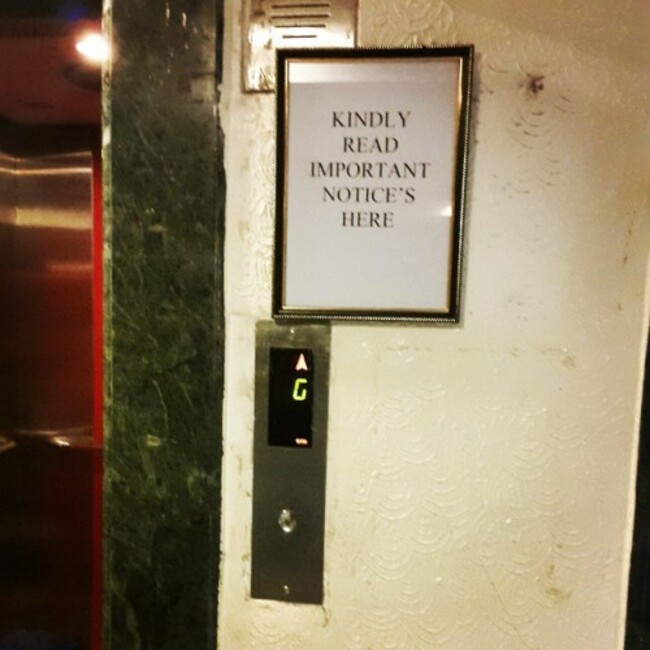 KINDLY
READ
IMPORTANT
NOTICE'S
HERE
G